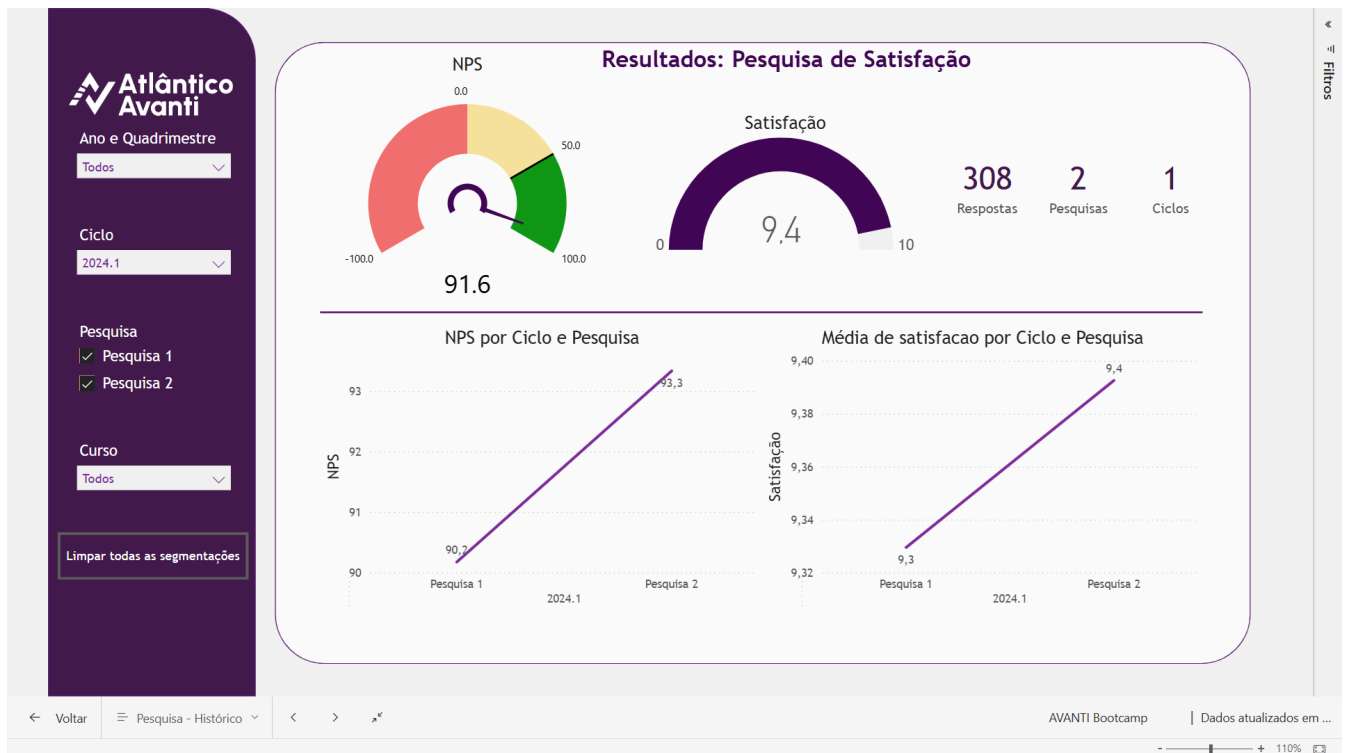 Atlântico
Avanti
Ano e Quadrimestre
Todos
Ciclo
2024.1
Pesquisa
Pesquisa 1
Pesquisa 2
Curso
Todos
Limpar todas as segmentações
Resultados: Pesquisa de Satisfação
NPS
0.0
50.0
-100.0
100.0
91.6
Satisfação
9,4
0
10
308
Respostas
2
Pesquisas
1
Ciclos
NPS por Ciclo e Pesquisa
NPS
93
92
91
90
90,2
93,3
Pesquisa 1
Pesquisa 2
2024.1
Média de satisfacao por Ciclo e Pesquisa
Satisfação
9,40
9,38
9,36
9,34
9,32
9,3
9,4
Pesquisa 1
Pesquisa 2
2024.1
Filtros
Voltar
Pesquisa - Histórico
AVANTI Bootcamp
| Dados atualizados em ...
- + 110%